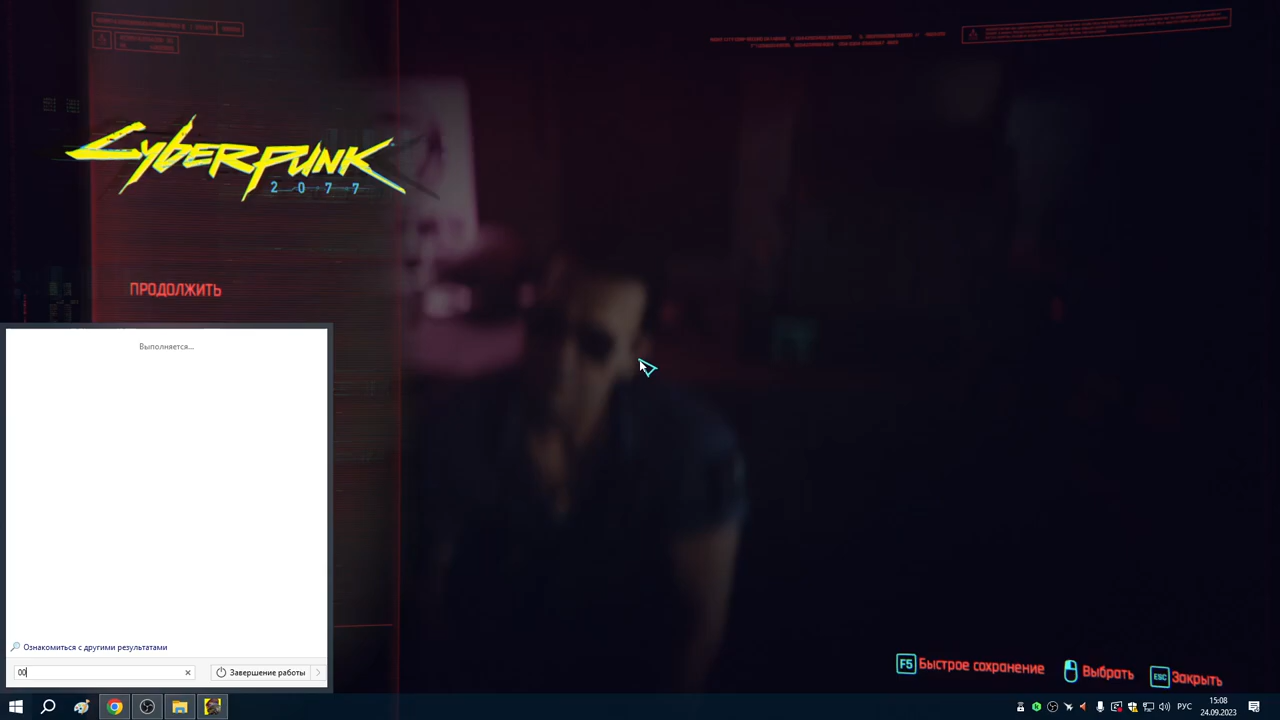 CYBERPUNK
2077
ПРОДОЛЖИТЬ
Выполняется...
Ознакомиться с другими результатами
00
Завершение работы
F5 Быстрое сохранение
Выбрать
ESC Закрыть
РУС
15:08
24.09.2023